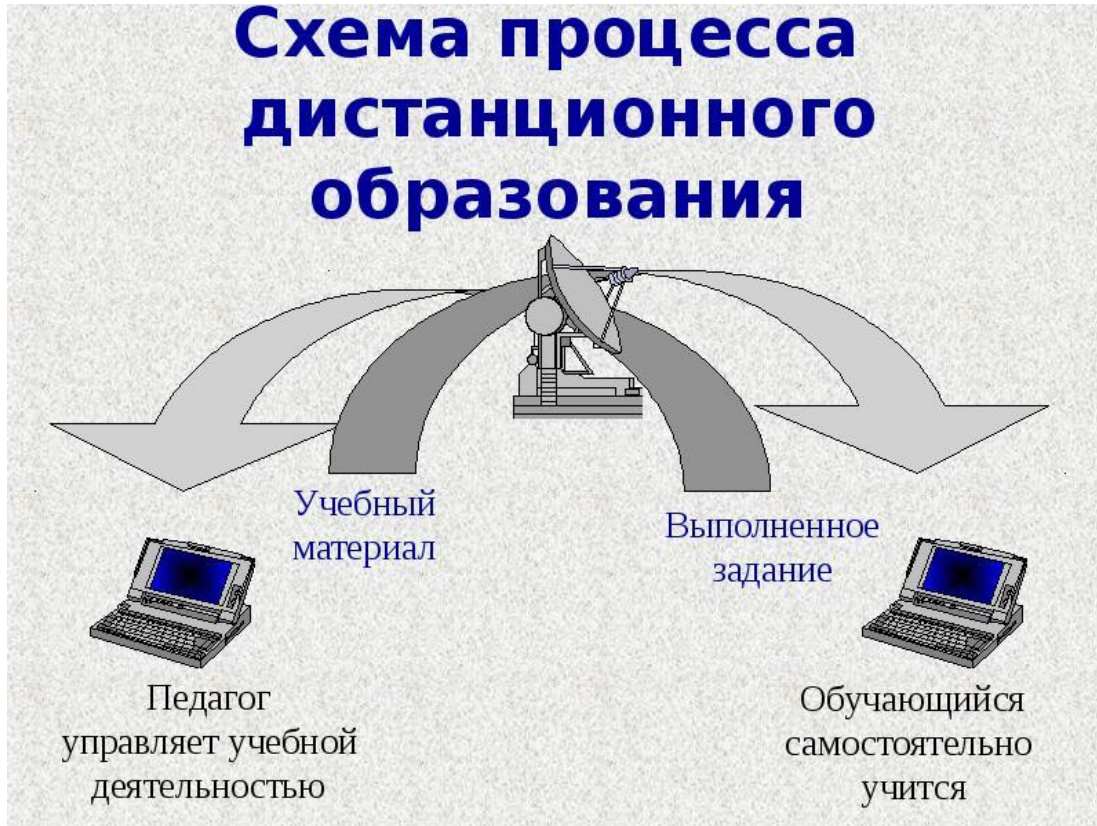 Схема процесса
дистанционного
образования
Учебный
материал
Выполненное
задание
Педагог
управляет учебной
деятельностью
Обучающийся
самостоятельно
учится